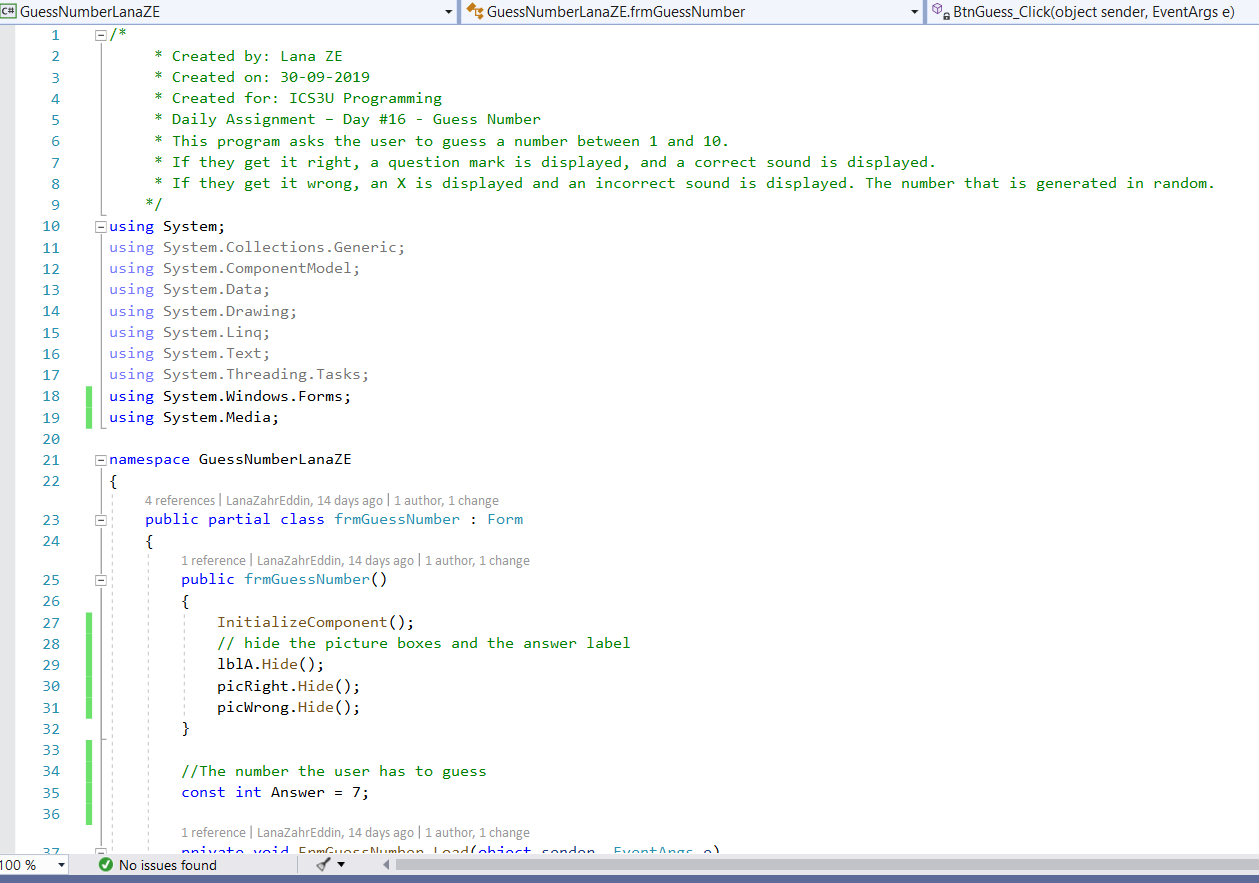 GuessNumberLanaZE GuessNumberLanaZE.frmGuessNumber BtnGuess_Click(object sender, EventArgs e)
1 /*
2 * Created by: Lana ZE
3 * Created on: 30-09-2019
4 * Created for: ICS3U Programming
5 * Daily Assignment – Day #16 - Guess Number
6 * This program asks the user to guess a number between 1 and 10.
7 * If they get it right, a question mark is displayed, and a correct sound is displayed.
8 * If they get it wrong, an X is displayed and an incorrect sound is displayed. The number that is generated in random.
9 */
10 using System;
11 using System.Collections.Generic;
12 using System.ComponentModel;
13 using System.Data;
14 using System.Drawing;
15 using System.Linq;
16 using System.Text;
17 using System.Threading.Tasks;
18 using System.Windows.Forms;
19 using System.Media;
20
21 namespace GuessNumberLanaZE
22 {
4 references | LanaZahrEddin, 14 days ago | 1 author, 1 change
23 public partial class frmGuessNumber : Form
24 {
1 reference | LanaZahrEddin, 14 days ago | 1 author, 1 change
25 public frmGuessNumber()
26 {
27 InitializeComponent();
28 // hide the picture boxes and the answer label
29 lblA.Hide();
30 picRight.Hide();
31 picWrong.Hide();
32 }
33
34 //The number the user has to guess
35 const int Answer = 7;
36
1 reference | LanaZahrEddin, 14 days ago | 1 author, 1 change
37 private void FrmGuessNumber_Load(object sender, EventArgs e)
100 % No issues found